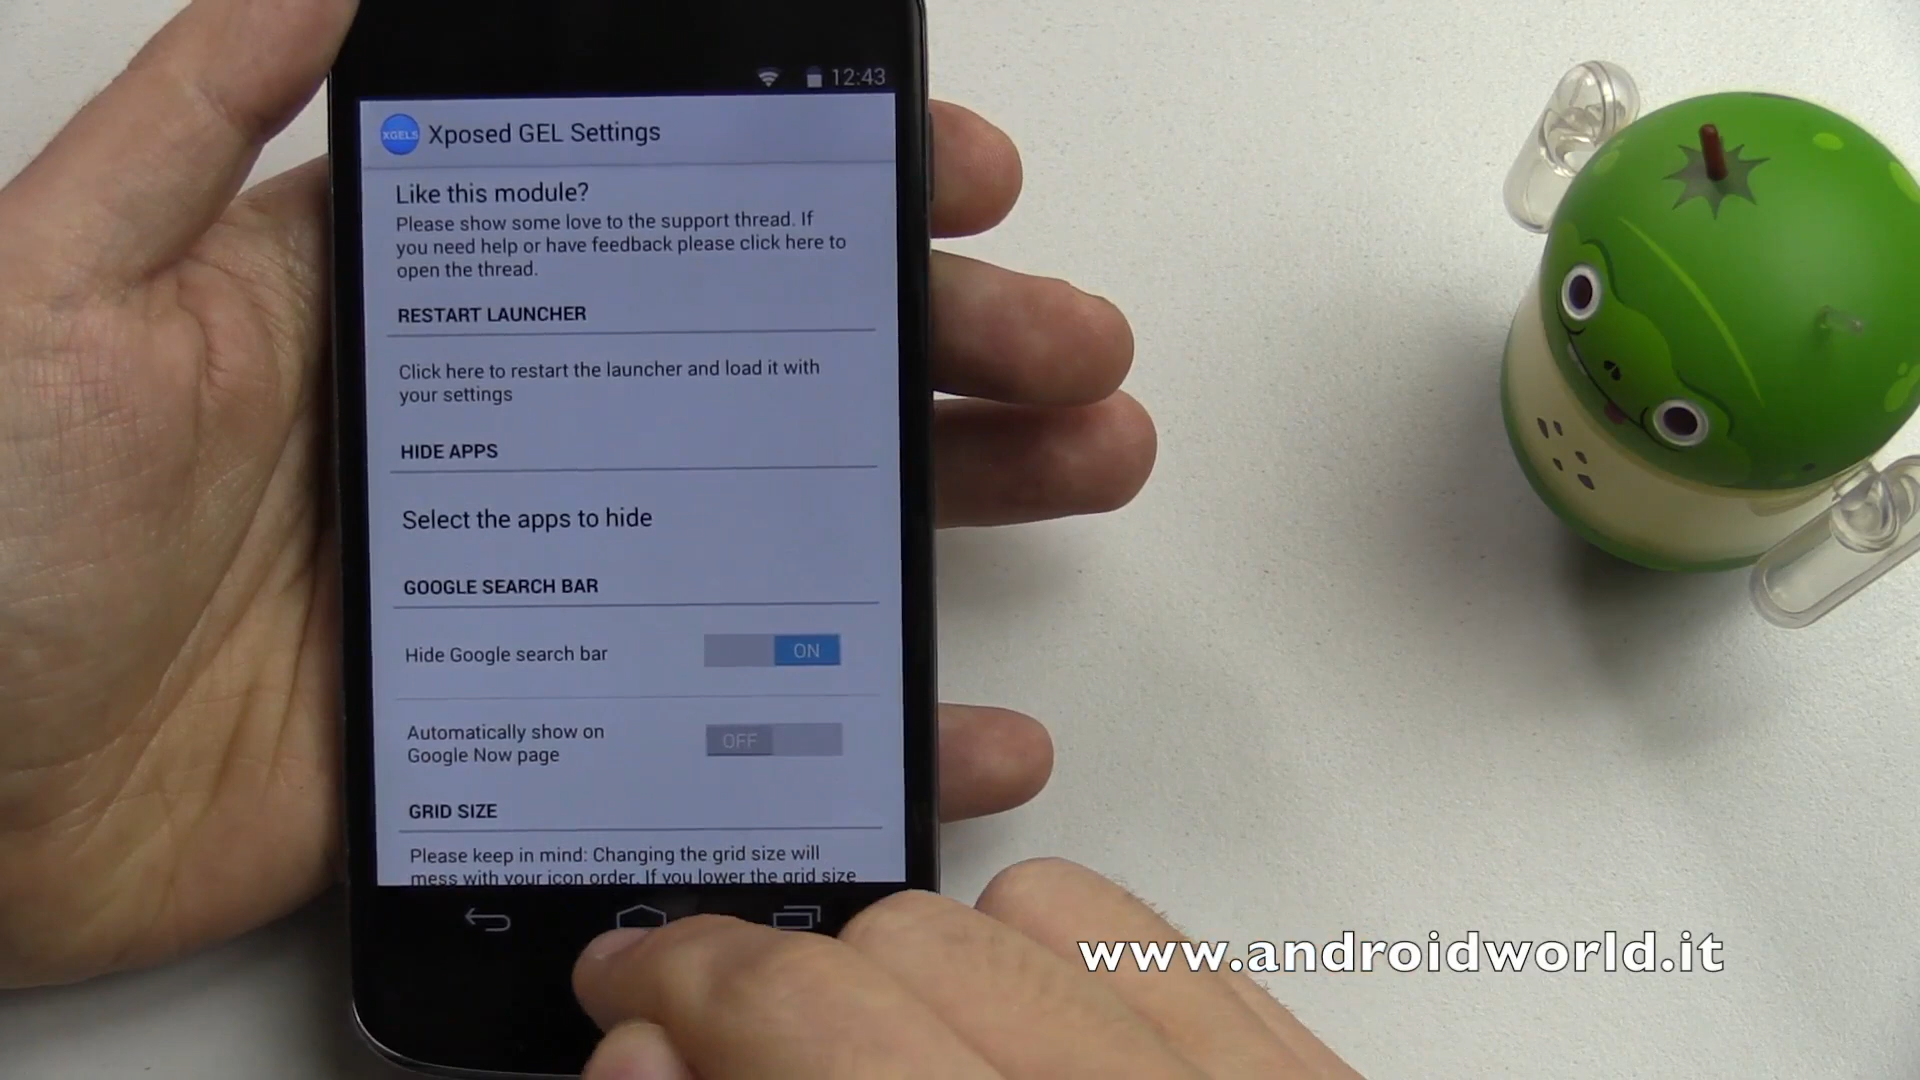 12:43
XGELS
Xposed GEL Settings
Like this module?
Please show some love to the support thread. If
you need help or have feedback please click here to
open the thread.
RESTART LAUNCHER
Click here to restart the launcher and load it with
your settings
HIDE APPS
Select the apps to hide
GOOGLE SEARCH BAR
Hide Google search bar
ON
Automatically show on
Google Now page
OFF
GRID SIZE
Please keep in mind: Changing the grid size will
mess with your icon order. If you lower the grid size
www.androidworld.it